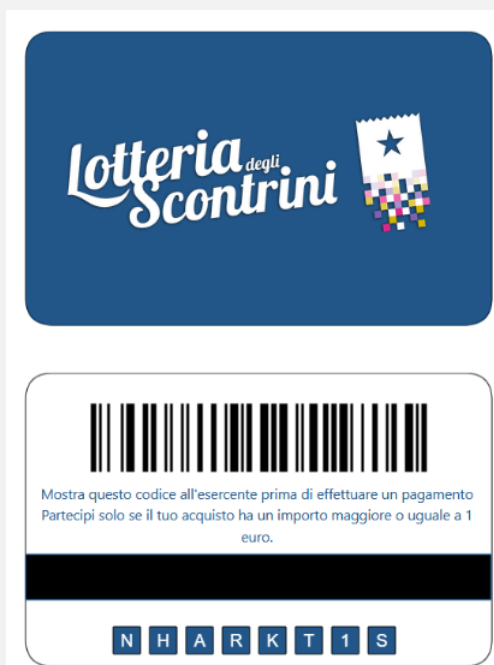 Lotteria degli
Scontrini
Mostra questo codice all'esercente prima di effettuare un pagamento
Partecipi solo se il tuo acquisto ha un importo maggiore o uguale a 1
euro.
N H A R K T 1 S